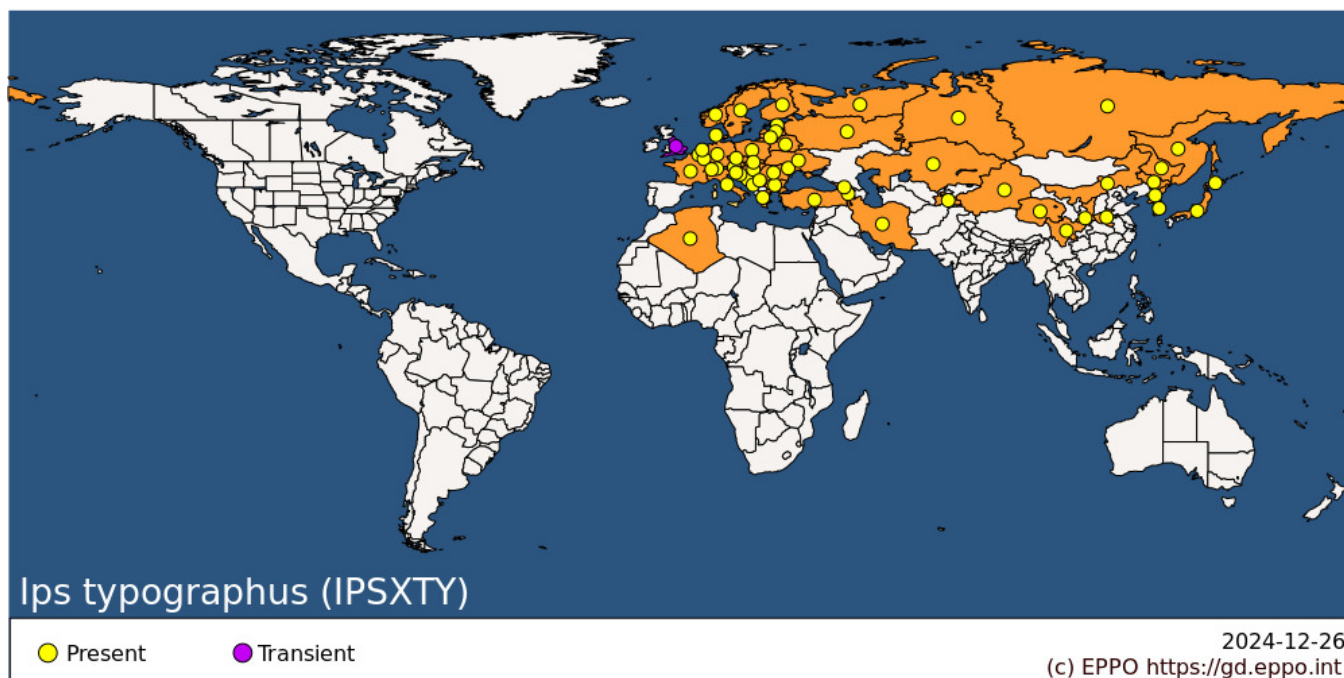 Ips typographus (IPSXTY)
Present
Transient
2024-12-26
(c) EPPO https://gd.eppo.int